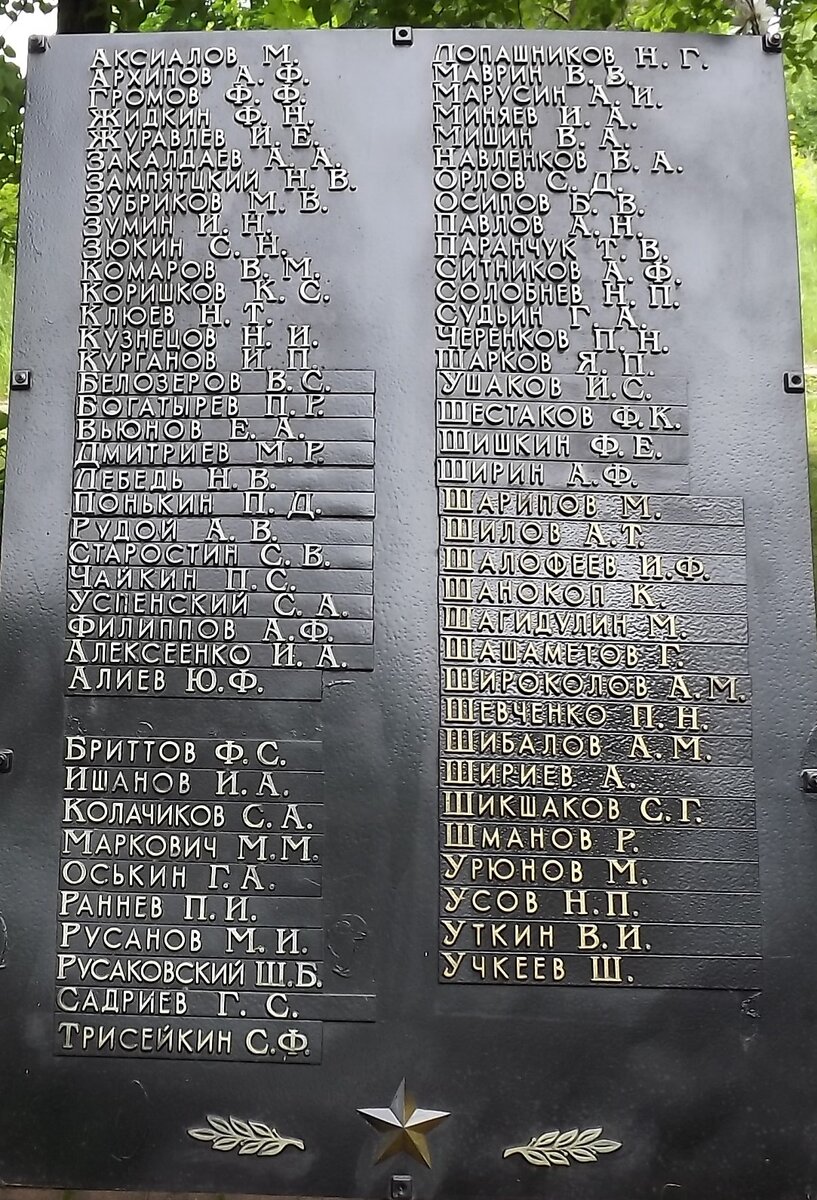 Аксиалов М.
Архипов А. Ф.
Громов Ф. Ф.
Жидкин Ф. Н.
Журавлев И. Е.
Закалдаев А. А.
Зампятцкий Н. В.
Зубриков М. В.
Зумин И. Н.
Зюкин С. Н.
Комаров В. М.
Коришков К. С.
Клюев Н. Т.
Кузнецов Н. И.
Курганов И. П.
Белозеров В. С.
Богатырев П. Р.
Вьюнов Е. А.
Дмитриев М. Р.
Лебедь Н. В.
Понькин П. Д.
Рудой А. В.
Старостин С. В.
Чайкин П. С.
Успенский С. А.
Филиппов А. Ф.
Алексеенко И. А.
Алиев Ю. Ф.
Бриттов Ф. С.
Ишанов И. А.
Колачиков С. А.
Маркович М. М.
Оськин Г. А.
Раннев П. И.
Русанов М. И.
Русаковский Ш. Б.
Садриев Г. С.
Трисейкин С. Ф.
Лопашников Н. Г.
Маврин В. В.
Марусин А. И.
Миняев И. А.
Мишин В. А.
Навленков В. А.
Орлов С. Д.
Осипов Б. В.
Павлов А. Н.
Паранчук Т. В.
Ситников А. Ф.
Солобнев Н. П.
Судьин Г. А.
Черенков П. Н.
Шарков Я. П.
Ушаков И. С.
Шестаков Ф. К.
Шишкин Ф. Е.
Ширин А. Ф.
Шарипов М.
Шилов А. Т.
Шалофеев И. Ф.
Шанокоп К.
Шагидулин М.
Шашаметов Г.
Широколов А. М.
Шевченко П. Н.
Шибалов А. М.
Шириев А.
Шикшаков С. Г.
Шманов Р.
Урюнов М.
Усов Н. П.
Уткин В. И.
Учкеев Ш.